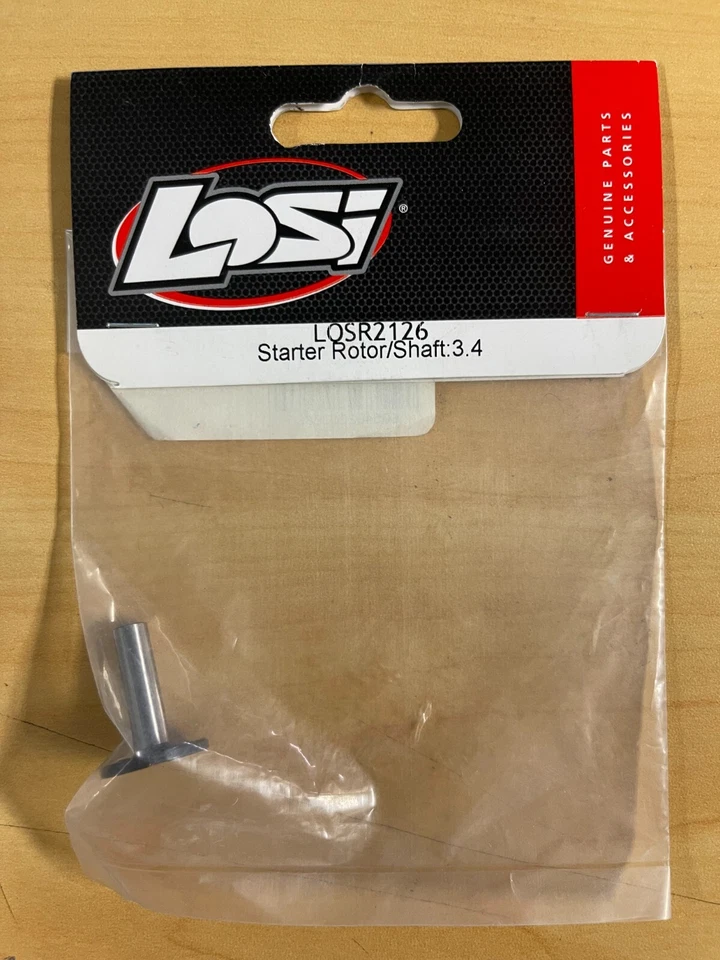 LOSi®
GENUINE PARTS
& ACCESSORIES
LOSR2126
Starter Rotor/Shaft:3.4